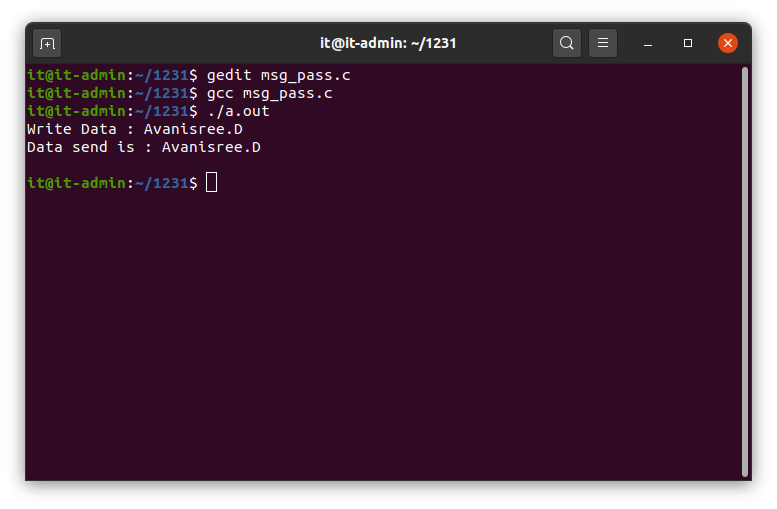 it@it-admin: ~/1231
it@it-admin:~/1231$ gedit msg_pass.c
it@it-admin:~/1231$ gcc msg_pass.c
it@it-admin:~/1231$ ./a.out
Write Data : Avanisree.D
Data send is : Avanisree.D
it@it-admin:~/1231$